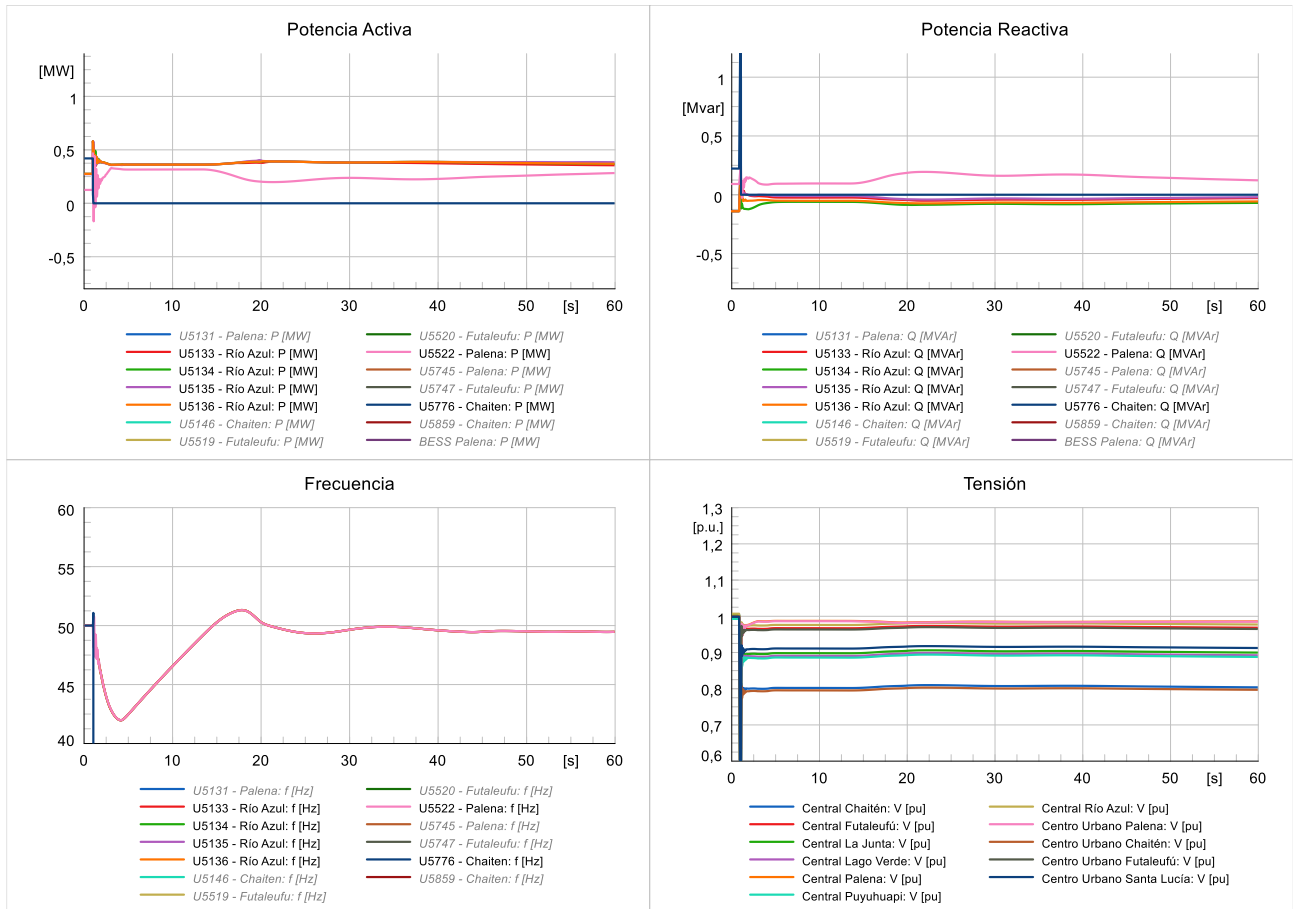 Potencia Activa
[MW]
1
0,5
0
-0,5
0
10
20
30
40
50
[s]
60
U5131 - Palena: P [MW]
U5133 - Río Azul: P [MW]
U5134 - Río Azul: P [MW]
U5135 - Río Azul: P [MW]
U5136 - Río Azul: P [MW]
U5146 - Chaiten: P [MW]
U5519 - Futaleufu: P [MW]
U5520 - Futaleufu: P [MW]
U5522 - Palena: P [MW]
U5745 - Palena: P [MW]
U5747 - Futaleufu: P [MW]
U5776 - Chaiten: P [MW]
U5859 - Chaiten: P [MW]
BESS Palena: P [MW]
Potencia Reactiva
1
[Mvar]
0,5
0
-0,5
0
10
20
30
40
50
[s]
60
U5131 - Palena: Q [MVAr]
U5133 - Río Azul: Q [MVAr]
U5134 - Río Azul: Q [MVAr]
U5135 - Río Azul: Q [MVAr]
U5136 - Río Azul: Q [MVAr]
U5146 - Chaiten: Q [MVAr]
U5519 - Futaleufu: Q [MVAr]
U5520 - Futaleufu: Q [MVAr]
U5522 - Palena: Q [MVAr]
U5745 - Palena: Q [MVAr]
U5747 - Futaleufu: Q [MVAr]
U5776 - Chaiten: Q [MVAr]
U5859 - Chaiten: Q [MVAr]
BESS Palena: Q [MVAr]
Frecuencia
60
55
50
45
40
0
10
20
30
40
50
[s]
60
U5131 - Palena: f [Hz]
U5133 - Río Azul: f [Hz]
U5134 - Río Azul: f [Hz]
U5135 - Río Azul: f [Hz]
U5136 - Río Azul: f [Hz]
U5146 - Chaiten: f [Hz]
U5519 - Futaleufu: f [Hz]
U5520 - Futaleufu: f [Hz]
U5522 - Palena: f [Hz]
U5745 - Palena: f [Hz]
U5747 - Futaleufu: f [Hz]
U5776 - Chaiten: f [Hz]
U5859 - Chaiten: f [Hz]
Tensión
1,3
[p.u.]
1,2
1,1
1
0,9
0,8
0,7
0,6
0
10
20
30
40
50
[s]
60
Central Chaitén: V [pu]
Central Futaleufú: V [pu]
Central La Junta: V [pu]
Central Lago Verde: V [pu]
Central Palena: V [pu]
Central Puyuhuapi: V [pu]
Central Río Azul: V [pu]
Centro Urbano Palena: V [pu]
Centro Urbano Chaitén: V [pu]
Centro Urbano Futaleufú: V [pu]
Centro Urbano Santa Lucía: V [pu]